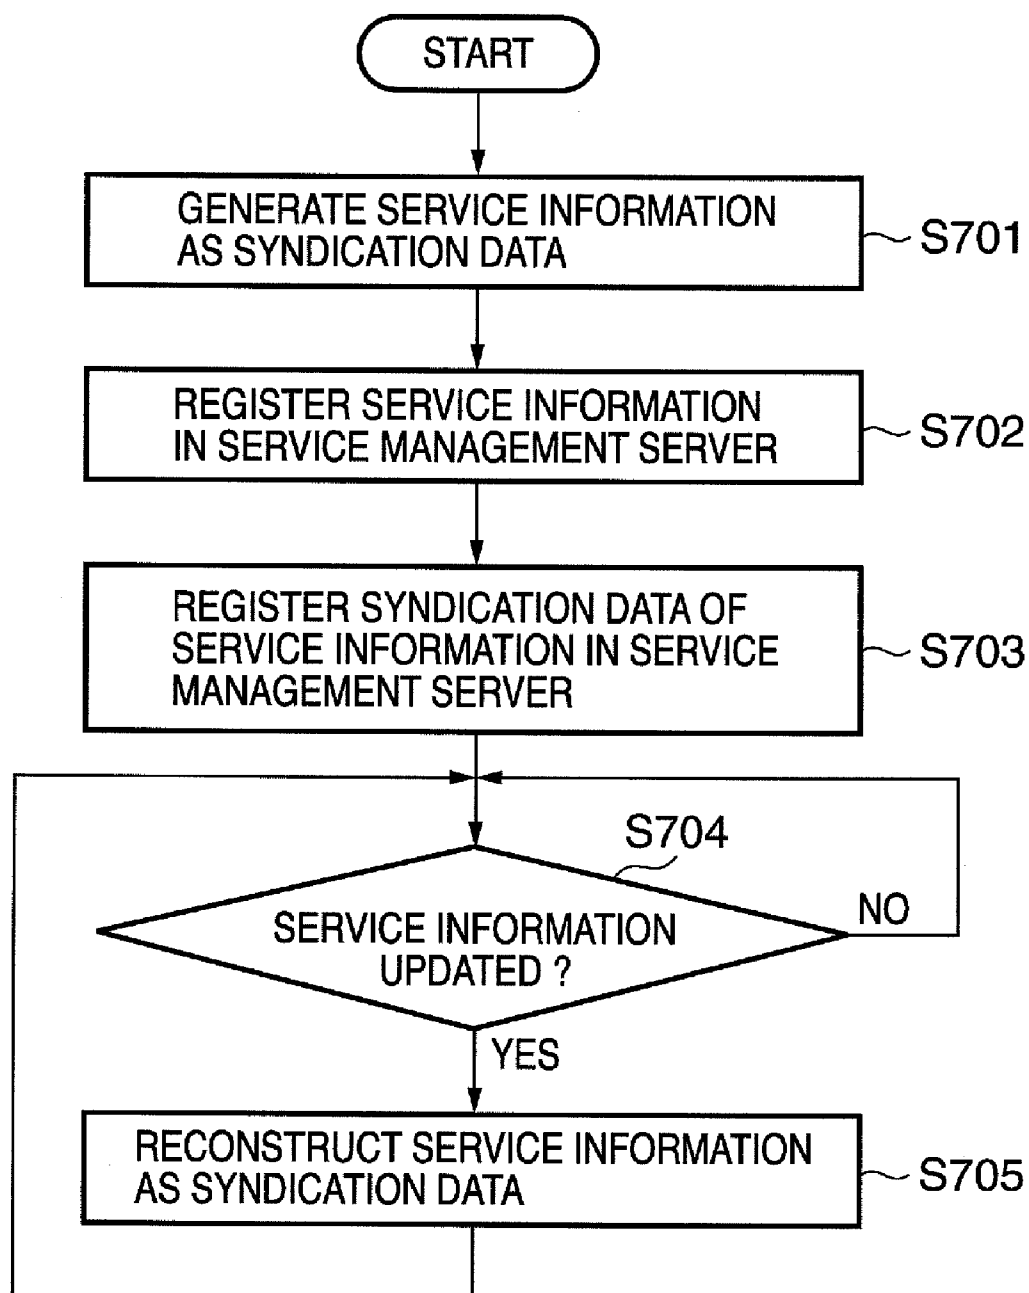 START
GENERATE SERVICE INFORMATION
AS SYNDICATION DATA
S701
REGISTER SERVICE INFORMATION
IN SERVICE MANAGEMENT SERVER
S702
REGISTER SYNDICATION DATA OF
SERVICE INFORMATION IN SERVICE
MANAGEMENT SERVER
S703
S704
SERVICE INFORMATION
UPDATED ?
NO
YES
RECONSTRUCT SERVICE INFORMATION
AS SYNDICATION DATA
S705